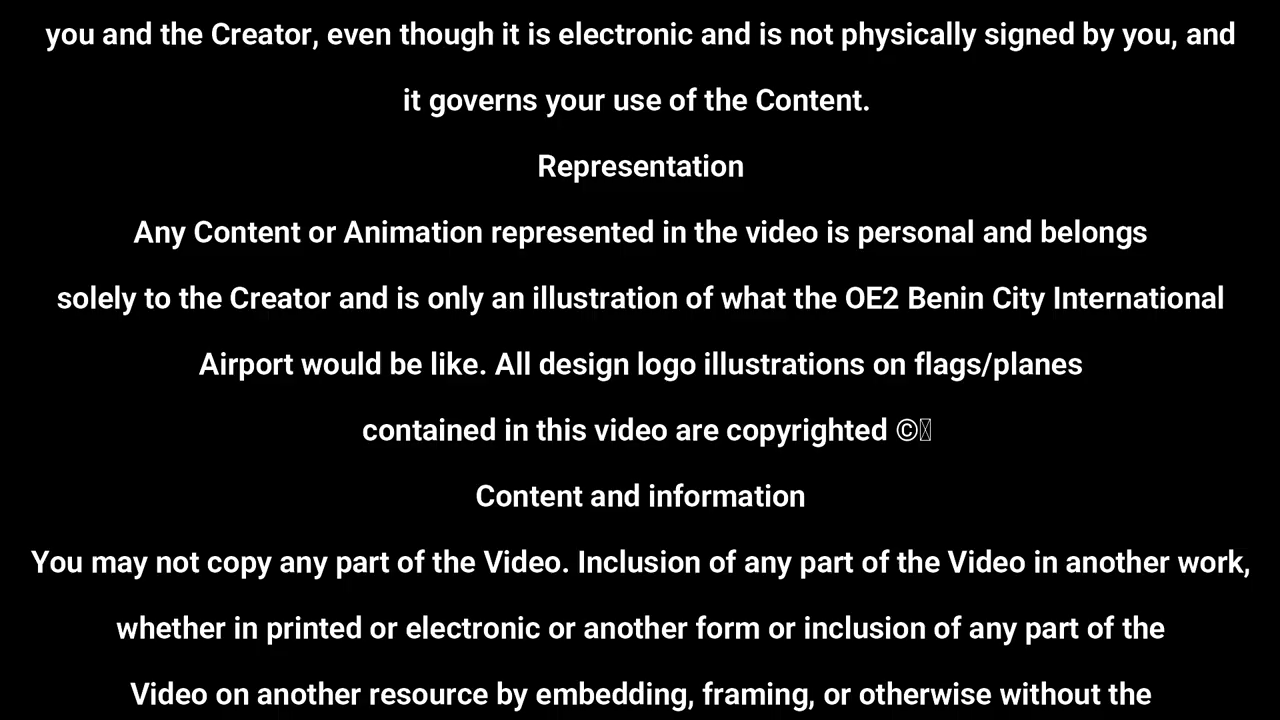 you and the Creator, even though it is electronic and is not physically signed by you, and
it governs your use of the Content.
Representation
Any Content or Animation represented in the video is personal and belongs
solely to the Creator and is only an illustration of what the OE2 Benin City International
Airport would be like. All design logo illustrations on flags/planes
contained in this video are copyrighted ©
Content and information
You may not copy any part of the Video. Inclusion of any part of the Video in another work,
whether in printed or electronic or another form or inclusion of any part of the
Video on another resource by embedding, framing, or otherwise without the